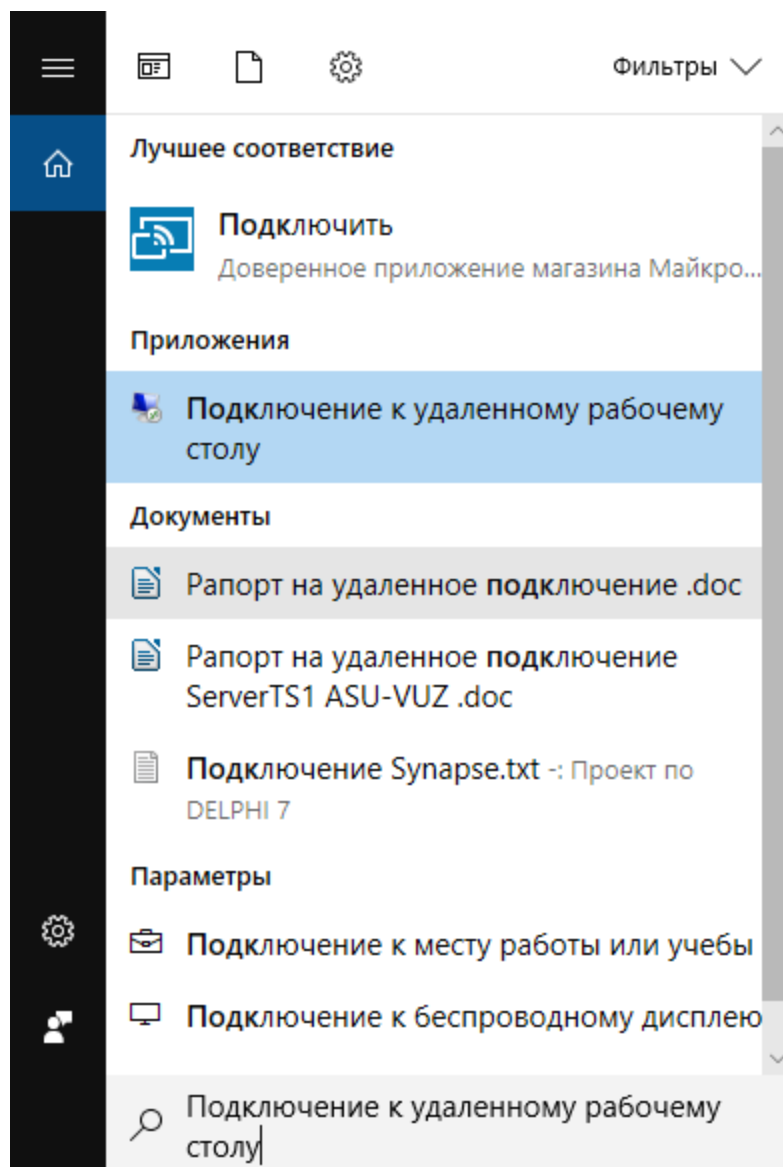 Фильтры
Лучшее соответствие
Подключить
Доверенное приложение магазина Майкро...
Приложения
Подключение к удаленному рабочему
столу
Документы
Рапорт на удаленное подключение .doc
Рапорт на удаленное подключение
ServerTS1 ASU-VUZ .doc
Подключение Synapse.txt -: Проект по
DELPHI 7
Параметры
Подключение к месту работы или учебы
Подключение к беспроводному дисплею
Подключение к удаленному рабочему
столу